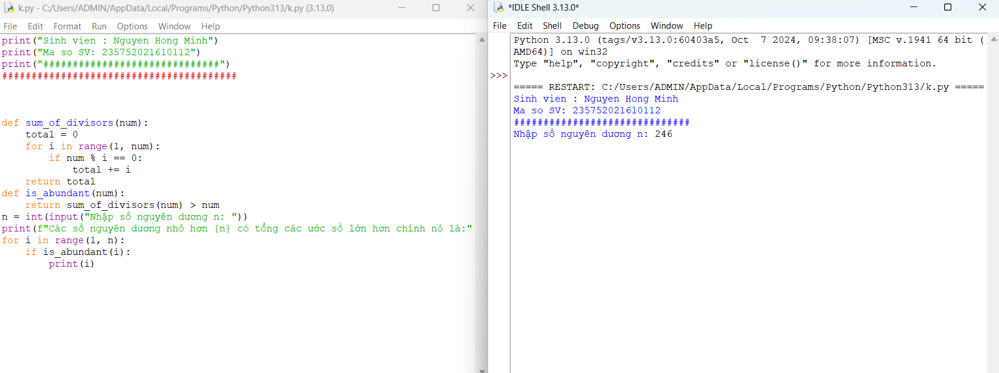 k.py - C:/Users/ADMIN/AppData/Local/Programs/Python/Python313/k.py (3.13.0)
File Edit Format Run Options Window Help
print("Sinh vien : Nguyen Hong Minh")
print("Ma so SV: 235752021610112")
print("##############################")
########################################
def sum_of_divisors(num):
    total = 0
    for i in range(1, num):
        if num % i == 0:
            total += i
    return total
def is_abundant(num):
    return sum_of_divisors(num) > num
n = int(input("Nhập số nguyên dương n: "))
print(f"Các số nguyên dương nhỏ hơn {n} có tổng các ước số lớn hơn chính nó là:"
for i in range(1, n):
    if is_abundant(i):
        print(i)
*IDLE Shell 3.13.0*
File Edit Shell Debug Options Window Help
Python 3.13.0 (tags/v3.13.0:60403a5, Oct  7 2024, 09:38:07) [MSC v.1941 64 bit (
AMD64)] on win32
Type "help", "copyright", "credits" or "license()" for more information.
>>>
===== RESTART: C:/Users/ADMIN/AppData/Local/Programs/Python/Python313/k.py =====
Sinh vien : Nguyen Hong Minh
Ma so SV: 235752021610112
##############################
Nhập số nguyên dương n: 246